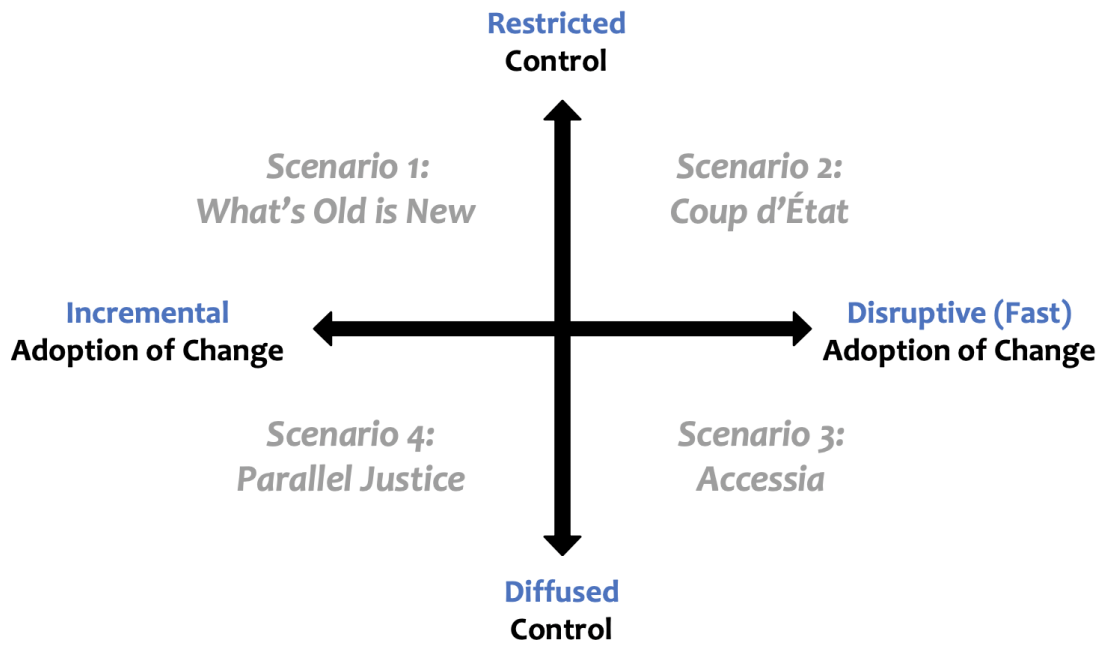 Restricted
Control
Scenario 1:
What's Old is New
Scenario 2:
Coup d'État
Incremental
Adoption of Change
Disruptive (Fast)
Adoption of Change
Scenario 4:
Parallel Justice
Scenario 3:
Accessia
Diffused
Control